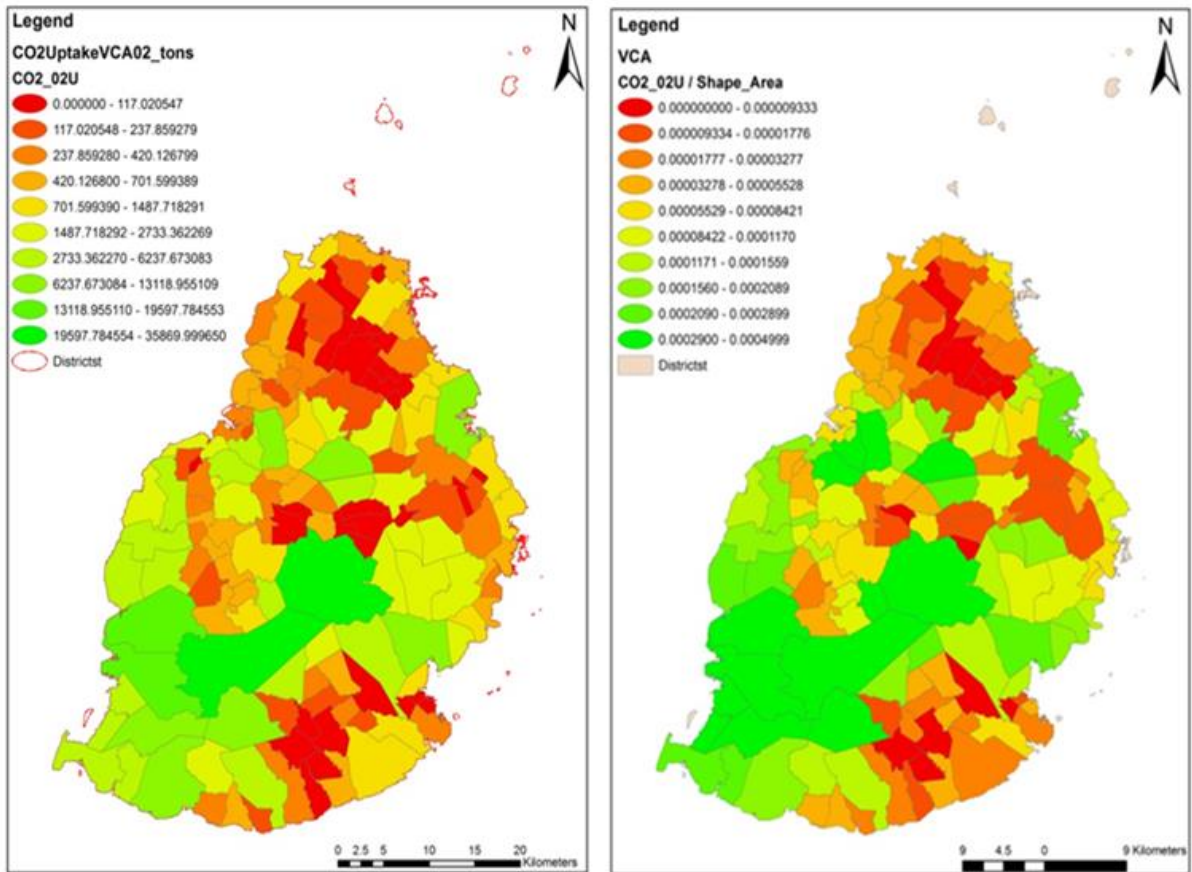 Legend
N
CO2UptakeVCA02_tons
CO2_02U
0.000000 - 117.020547
117.020548 - 237.859279
237.859280 - 420.126799
420.126800 - 701.599389
701.599390 - 1487.718291
1487.718292 - 2733.362269
2733.362270 - 6237.673083
6237.673084 - 13118.955109
13118.955110 - 19597.784553
19597.784554 - 35869.999650
Districtst
0 2.5 5 10 15 20
Kilometers
Legend
N
VCA
CO2_02U / Shape_Area
0.000000000 - 0.000009333
0.000009334 - 0.00001776
0.00001777 - 0.00003277
0.00003278 - 0.00005528
0.00005529 - 0.00008421
0.00008422 - 0.0001170
0.0001171 - 0.0001559
0.0001560 - 0.0002089
0.0002090 - 0.0002899
0.0002900 - 0.0004999
Districtst
9 4.5 0 9 Kilometers